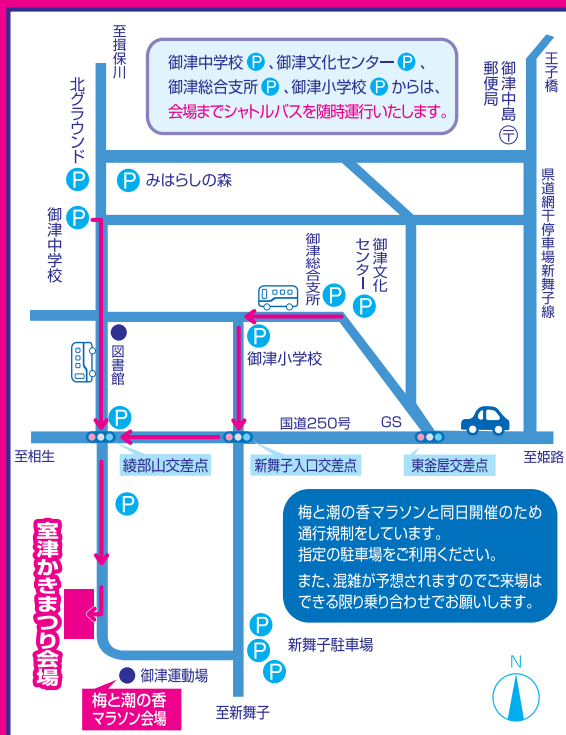 至揖保川
御津中学校 P 、御津文化センター P 、
御津総合支所 P 、御津小学校 P からは、
会場までシャトルバスを随時運行いたします。
王子橋
御津中島
郵便局
〒
北グラウンド
P
P みはらしの森
県道網干停車場新舞子線
御津中学校
P
御津総合支所
P
御津文化
センター
P
図書館
P
御津小学校
P
国道250号
GS
至相生
綾部山交差点
新舞子入口交差点
東釜屋交差点
至姫路
P
梅と潮の香マラソンと同日開催のため
通行規制をしています。
指定の駐車場をご利用ください。
また、混雑が予想されますのでご来場は
できる限り乗り合わせでお願いします。
室津かきまつり会場
P
P
P
新舞子駐車場
御津運動場
梅と潮の香
マラソン会場
至新舞子
N